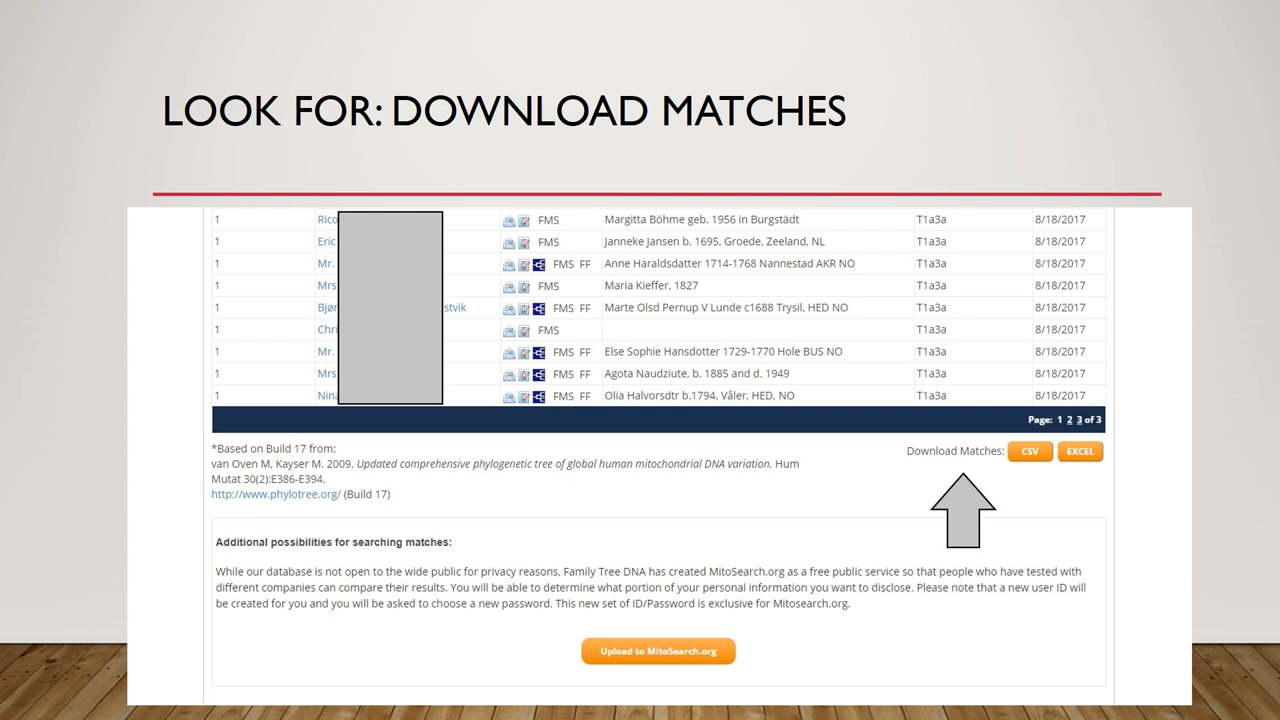 LOOK FOR: DOWNLOAD MATCHES
1 Rico FMS Margitta Böhme geb. 1956 in Burgstädt T1a3a 8/18/2017
1 Eric FMS Janneke Jansen b. 1695, Groede, Zeeland, NL T1a3a 8/18/2017
1 Mr. FMS FF Anne Haraldsdatter 1714-1768 Nannestad AKR NO T1a3a 8/18/2017
1 Mrs FMS Maria Kieffer, 1827 T1a3a 8/18/2017
1 Bjør stvik FMS FF Marte Olsd Pernup V Lunde c1688 Trysil, HED NO T1a3a 8/18/2017
1 Chri FMS T1a3a 8/18/2017
1 Mr. FMS FF Else Sophie Hansdotter 1729-1770 Hole BUS NO T1a3a 8/18/2017
1 Mrs FMS FF Agota Naudziute, b. 1885 and d. 1949 T1a3a 8/18/2017
1 Nina FMS FF Olia Halvorsdtr b.1794, Våler, HED, NO T1a3a 8/18/2017
Page: 1 2 3 of 3
*Based on Build 17 from:
van Oven M, Kayser M. 2009. Updated comprehensive phylogenetic tree of global human mitochondrial DNA variation. Hum
Mutat 30(2):E386-E394.
http://www.phylotree.org/ (Build 17)
Download Matches: CSV EXCEL
Additional possibilities for searching matches:
While our database is not open to the wide public for privacy reasons, Family Tree DNA has created MitoSearch.org as a free public service so that people who have tested with
different companies can compare their results. You will be able to determine what portion of your personal information you want to disclose. Please note that a new user ID will
be created for you and you will be asked to choose a new password. This new set of ID/Password is exclusive for Mitosearch.org.
Upload to MitoSearch.org